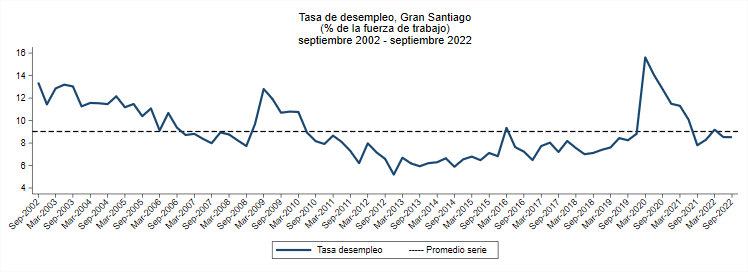 Tasa de desempleo, Gran Santiago
(% de la fuerza de trabajo)
septiembre 2002 - septiembre 2022
16
14
12
10
8
6
4
Sep-2002
Mar-2003
Sep-2003
Mar-2004
Sep-2004
Mar-2005
Sep-2005
Mar-2006
Sep-2006
Mar-2007
Sep-2007
Mar-2008
Sep-2008
Mar-2009
Sep-2009
Mar-2010
Sep-2010
Mar-2011
Sep-2011
Mar-2012
Sep-2012
Mar-2013
Sep-2013
Mar-2014
Sep-2014
Mar-2015
Sep-2015
Mar-2016
Sep-2016
Mar-2017
Sep-2017
Mar-2018
Sep-2018
Mar-2019
Sep-2019
Mar-2020
Sep-2020
Mar-2021
Sep-2021
Mar-2022
Sep-2022
Tasa desempleo
Promedio serie